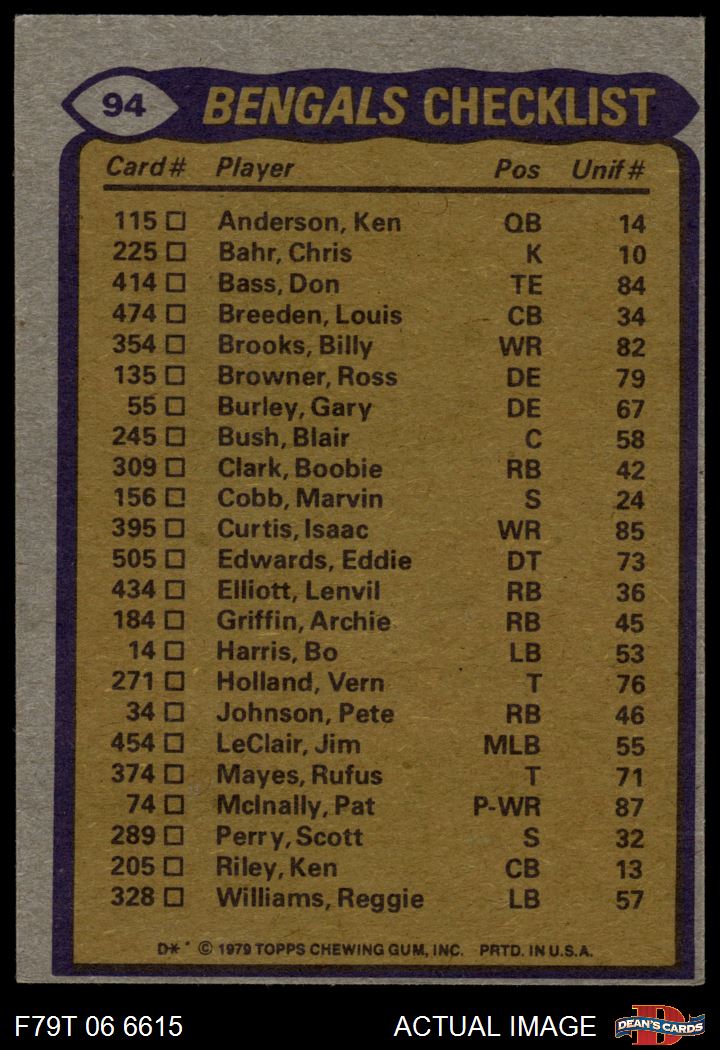 94 BENGALS CHECKLIST
Card# Player Pos Unif#
115 Anderson, Ken QB 14
225 Bahr, Chris K 10
414 Bass, Don TE 84
474 Breeden, Louis CB 34
354 Brooks, Billy WR 82
135 Browner, Ross DE 79
55 Burley, Gary DE 67
245 Bush, Blair C 58
309 Clark, Boobie RB 42
156 Cobb, Marvin S 24
395 Curtis, Isaac WR 85
505 Edwards, Eddie DT 73
434 Elliott, Lenvil RB 36
184 Griffin, Archie RB 45
14 Harris, Bo LB 53
271 Holland, Vern T 76
34 Johnson, Pete RB 46
454 LeClair, Jim MLB 55
374 Mayes, Rufus T 71
74 McInally, Pat P-WR 87
289 Perry, Scott S 32
205 Riley, Ken CB 13
328 Williams, Reggie LB 57
D** © 1979 TOPPS CHEWING GUM, INC. PRTD. IN U.S.A.
F79T 06 6615 ACTUAL IMAGE DEAN'S CARDS